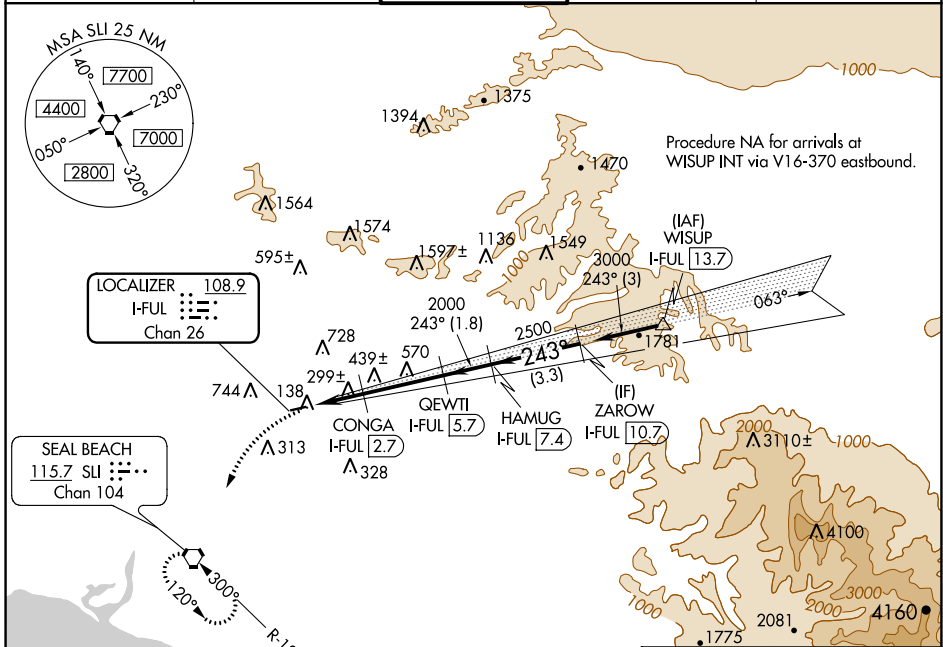 MSA SLI 25 NM
140°
7700
4400
230°
050°
7000
2800
320°
1000
1375
1394
Procedure NA for arrivals at
WISUP INT via V16-370 eastbound.
1470
1564
1574
595±
1597±
1136
1549
1000
(IAF)
WISUP
I-FUL 13.7
3000
243° (3)
063°
LOCALIZER 108.9
I-FUL
Chan 26
2000
243° (1.8)
2500
243°
(3.3)
1781
728
439±
570
299±
744
138
CONGA
I-FUL 2.7
QEWTI
I-FUL 5.7
HAMUG
I-FUL 7.4
(IF)
ZAROW
I-FUL 10.7
313
328
2000
3110±
1000
SEAL BEACH
115.7 SLI
Chan 104
4100
300°
120°
1000
3000
2000
4160
2081
1775